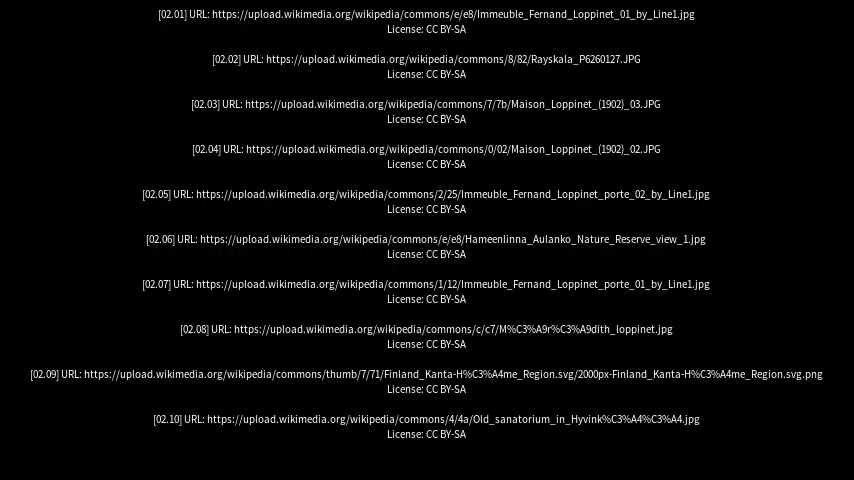 [02.01] URL: https://upload.wikimedia.org/wikipedia/commons/e/e8/Immeuble_Fernand_Loppinet_01_by_Line1.jpg
License: CC BY-SA
[02.02] URL: https://upload.wikimedia.org/wikipedia/commons/8/82/Rayskala_P6260127.JPG
License: CC BY-SA
[02.03] URL: https://upload.wikimedia.org/wikipedia/commons/7/7b/Maison_Loppinet_(1902)_03.JPG
License: CC BY-SA
[02.04] URL: https://upload.wikimedia.org/wikipedia/commons/0/02/Maison_Loppinet_(1902)_02.JPG
License: CC BY-SA
[02.05] URL: https://upload.wikimedia.org/wikipedia/commons/2/25/Immeuble_Fernand_Loppinet_porte_02_by_Line1.jpg
License: CC BY-SA
[02.06] URL: https://upload.wikimedia.org/wikipedia/commons/e/e8/Hameenlinna_Aulanko_Nature_Reserve_view_1.jpg
License: CC BY-SA
[02.07] URL: https://upload.wikimedia.org/wikipedia/commons/1/12/Immeuble_Fernand_Loppinet_porte_01_by_Line1.jpg
License: CC BY-SA
[02.08] URL: https://upload.wikimedia.org/wikipedia/commons/c/c7/M%C3%A9r%C3%A9dith_loppinet.jpg
License: CC BY-SA
[02.09] URL: https://upload.wikimedia.org/wikipedia/commons/thumb/7/71/Finland_Kanta-H%C3%A4me_Region.svg/2000px-Finland_Kanta-H%C3%A4me_Region.svg.png
License: CC BY-SA
[02.10] URL: https://upload.wikimedia.org/wikipedia/commons/4/4a/Old_sanatorium_in_Hyvink%C3%A4%C3%A4.jpg
License: CC BY-SA